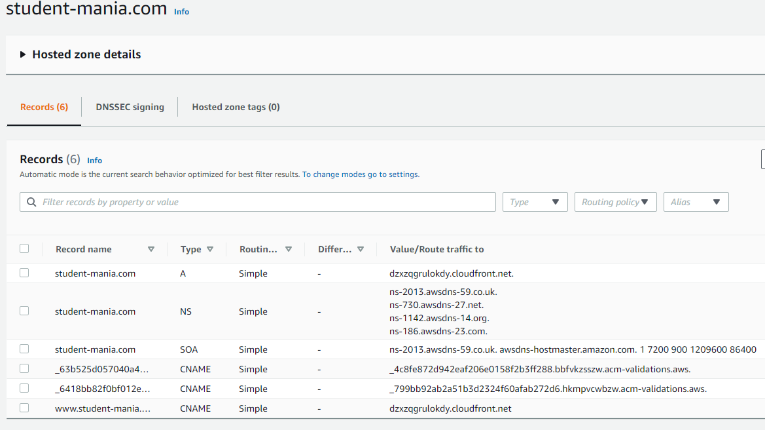 student-mania.com Info
Hosted zone details
Records (6) DNSSEC signing Hosted zone tags (0)
Records (6) Info
Automatic mode is the current search behavior optimized for best filter results. To change modes go to settings.
Filter records by property or value Type Routing policy Alias
Record name Type Routin... Differ... Value/Route traffic to
student-mania.com A Simple - dzxzqgrulokdy.cloudfront.net.
student-mania.com NS Simple - ns-2013.awsdns-59.co.uk.
ns-730.awsdns-27.net.
ns-1142.awsdns-14.org.
ns-186.awsdns-23.com.
student-mania.com SOA Simple - ns-2013.awsdns-59.co.uk. awsdns-hostmaster.amazon.com. 1 7200 900 1209600 86400
_63b525d057040a4... CNAME Simple - _4c8fe872d942eaf206e0158f2b3ff288.bbfvkzsszw.acm-validations.aws.
_6418bb82f0bf012e... CNAME Simple - _799bb92ab2a51b3d2324f60afab272d6.hkmpvcwbzw.acm-validations.aws.
www.student-mania.... CNAME Simple - dzxzqgrulokdy.cloudfront.net